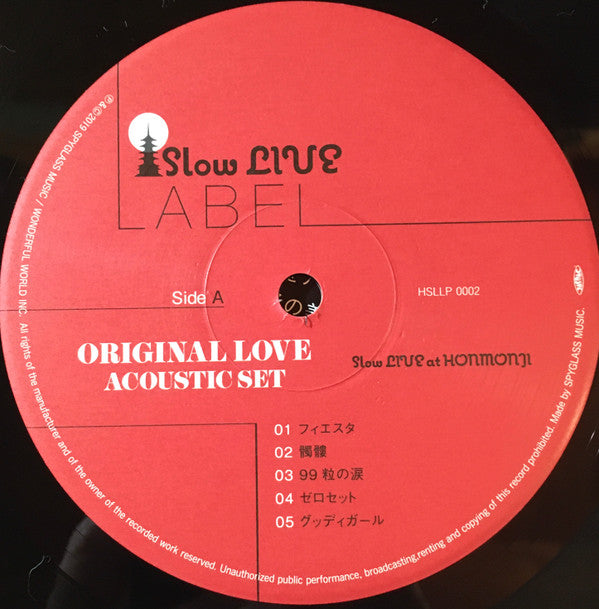 Slow LIVE
LABEL
Side A
HSLLP 0002
ORIGINAL LOVE
ACOUSTIC SET
Slow LIVE at HONMONJI
01 フィエスタ
02 髑髏
03 99粒の涙
04 ゼロセット
05 グッディガール
℗&©2019 SPYGLASS MUSIC / WONDERFUL WORLD INC. All rights of the manufacturer and of the owner of the recorded work reserved. Unauthorized public performance, broadcasting,renting and copying of this record prohibited. Made by SPYGLASS MUSIC.
の